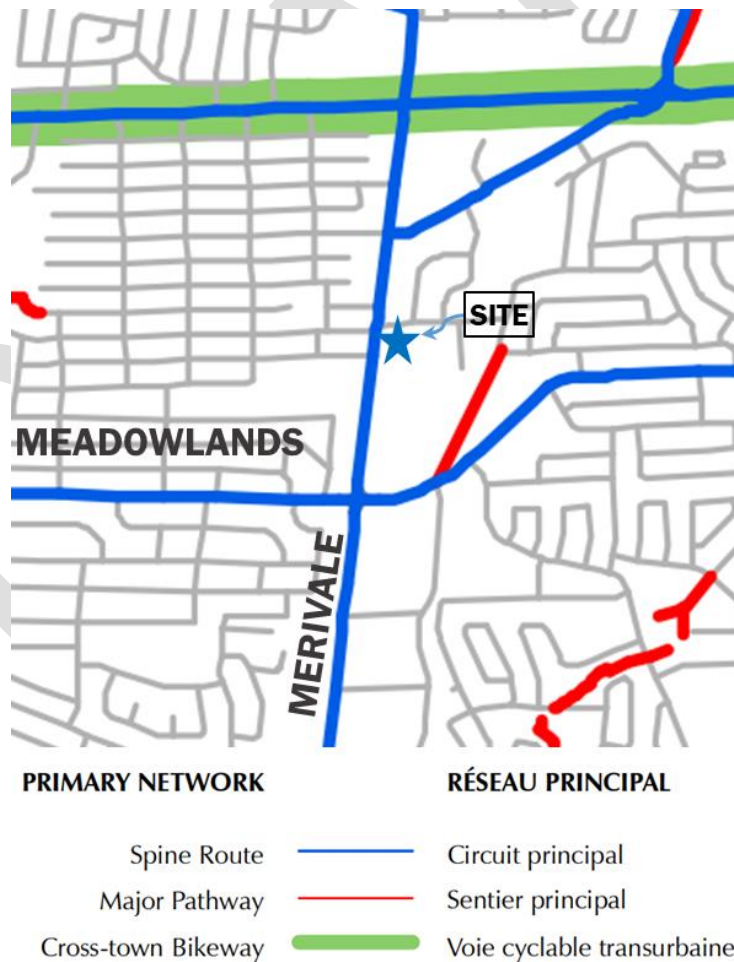 SITE
MEADOWLANDS
MERIVALE
PRIMARY NETWORK RÉSEAU PRINCIPAL
Spine Route Circuit principal
Major Pathway Sentier principal
Cross-town Bikeway Voie cyclable transurbaine